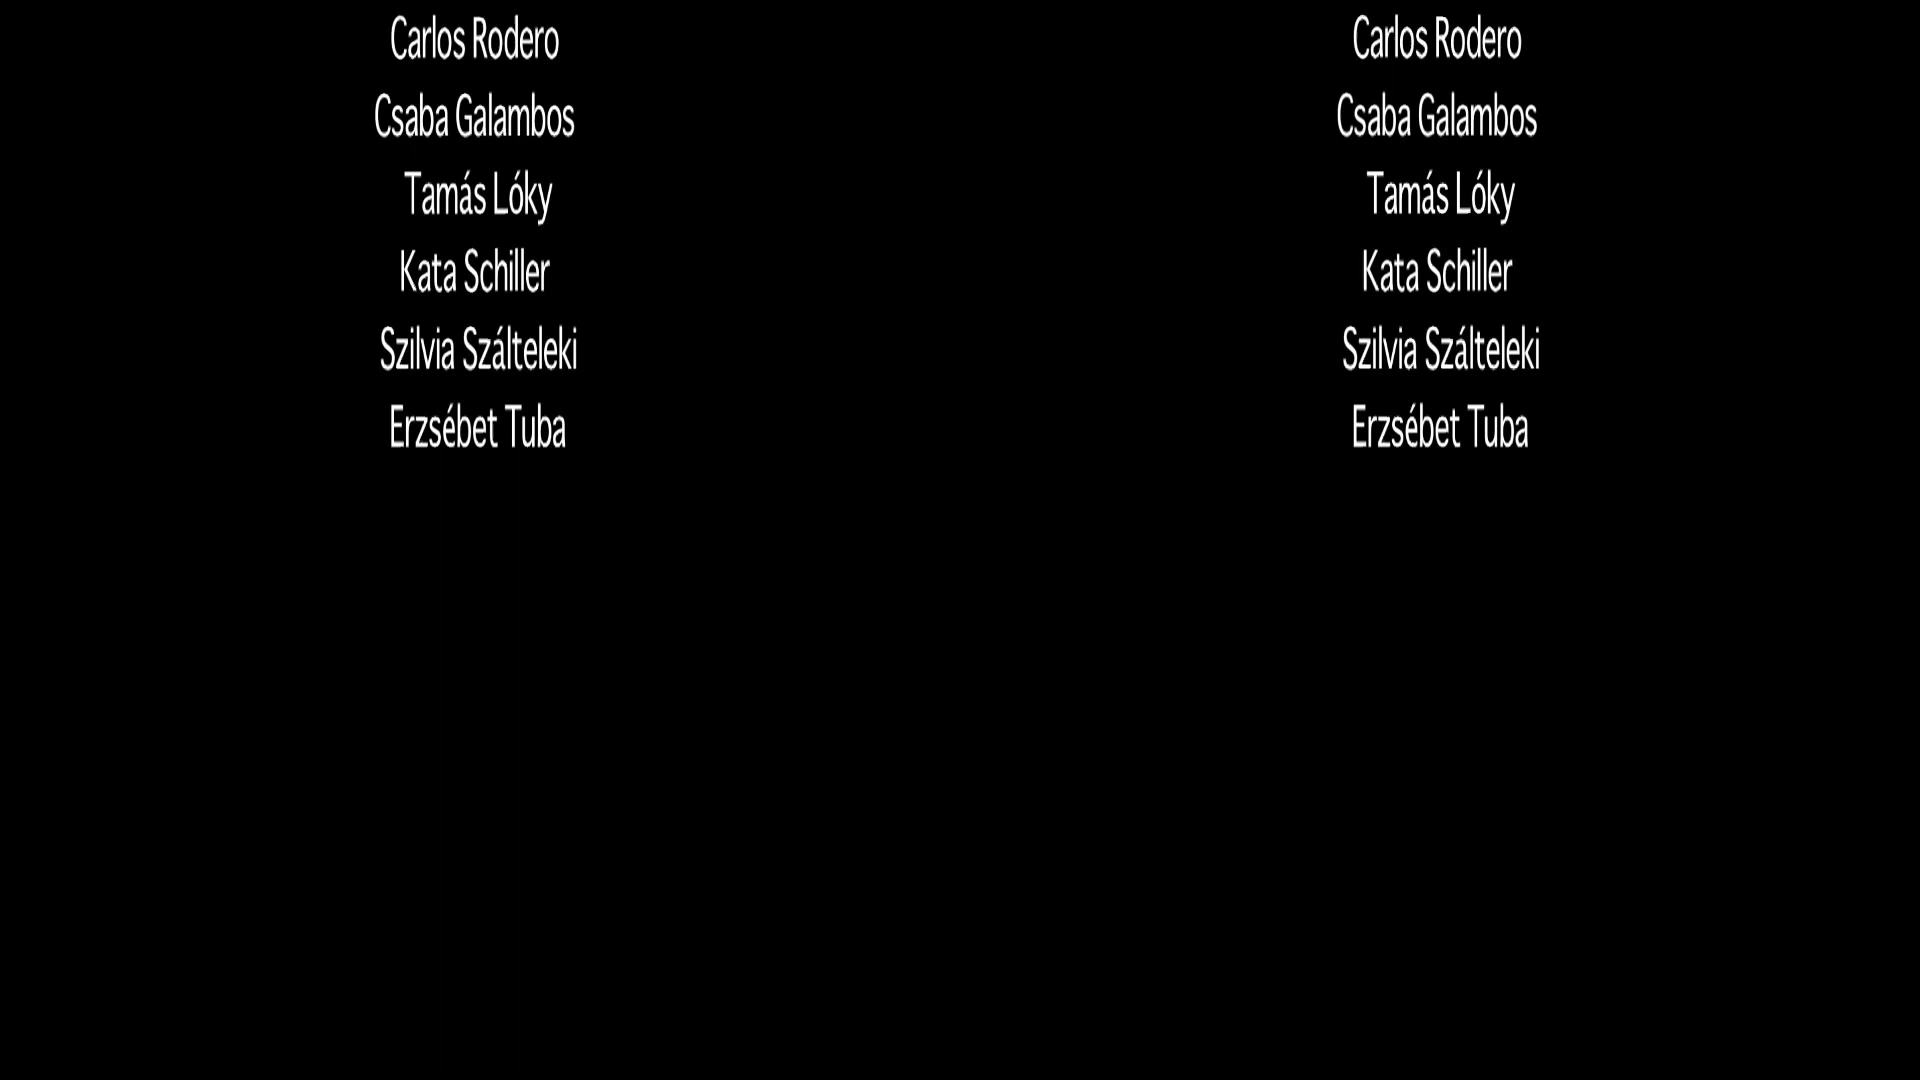 Carlos Rodero Carlos Rodero
Csaba Galambos Csaba Galambos
Tamás Lóky Tamás Lóky
Kata Schiller Kata Schiller
Szilvia Szálteleki Szilvia Szálteleki
Erzsébet Tuba Erzsébet Tuba